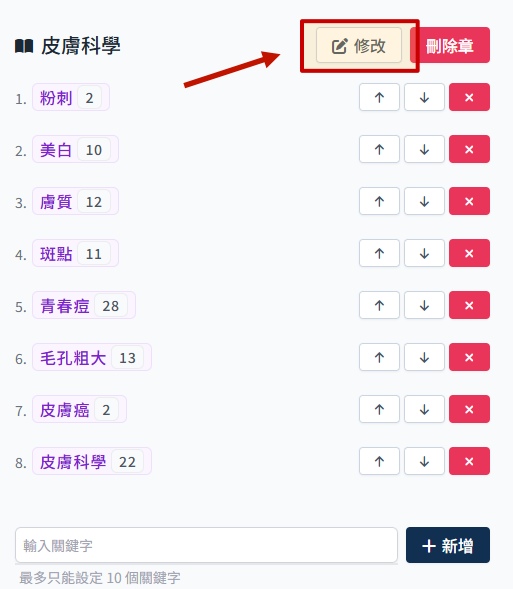 皮膚科學 修改 刪除章
1. 粉刺 2 ↑ ↓ ×
2. 美白 10 ↑ ↓ ×
3. 膚質 12 ↑ ↓ ×
4. 斑點 11 ↑ ↓ ×
5. 青春痘 28 ↑ ↓ ×
6. 毛孔粗大 13 ↑ ↓ ×
7. 皮膚癌 2 ↑ ↓ ×
8. 皮膚科學 22 ↑ ↓ ×
輸入關鍵字 + 新增
最多只能設定 10 個關鍵字